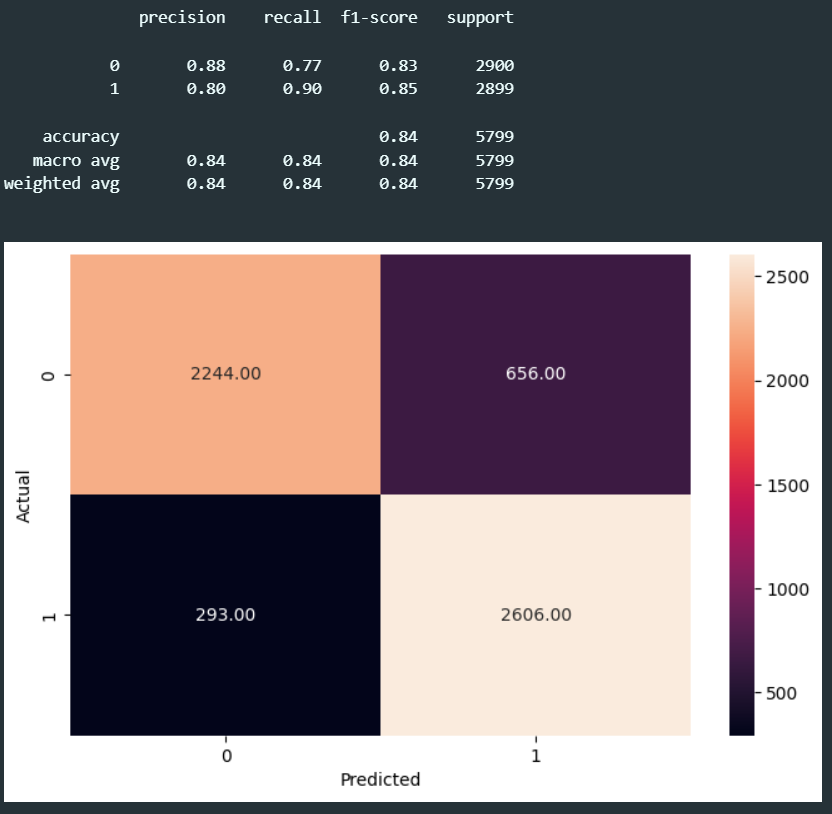 precision recall f1-score support
0 0.88 0.77 0.83 2900
1 0.80 0.90 0.85 2899
accuracy 0.84 5799
macro avg 0.84 0.84 0.84 5799
weighted avg 0.84 0.84 0.84 5799
2500
2244.00 656.00
0
2000
Actual
1500
1000
293.00 2606.00
1
500
0 1
Predicted